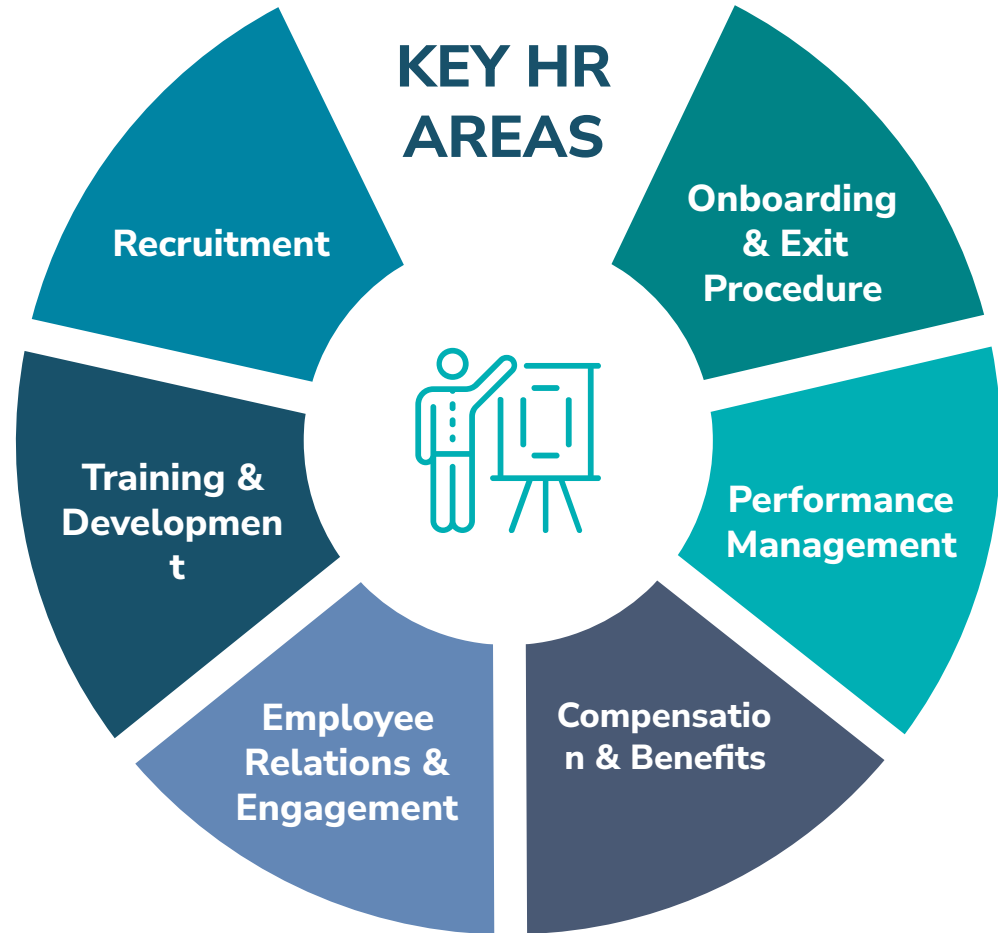 KEY HR
AREAS
Recruitment
Onboarding
& Exit
Procedure
Training &
Developmen
t
Performance
Management
Employee
Relations &
Engagement
Compensatio
n & Benefits